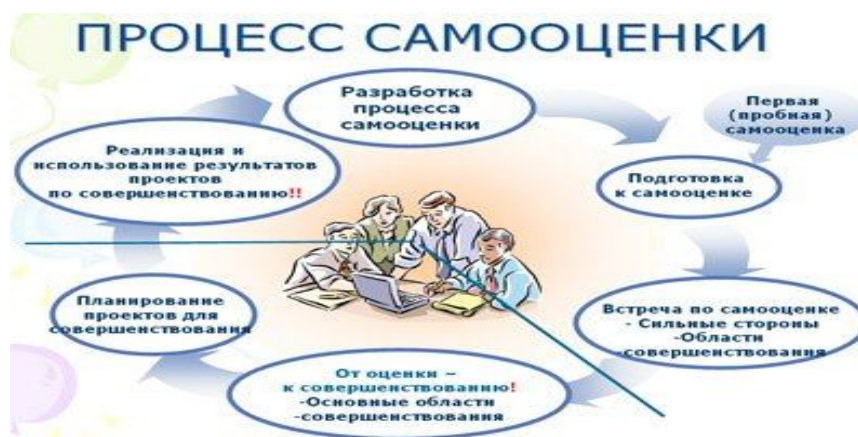 ПРОЦЕСС САМООЦЕНКИ
Разработка
процесса
самооценки
Первая
(пробная)
самооценка
Подготовка
к самооценке
Встреча по самооценке
- Сильные стороны
-Области
-совершенствования
От оценки –
к совершенствованию!
-Основные области
-совершенствования
Планирование
проектов для
совершенствования
Реализация и
использование результатов
проектов
по совершенствованию!!